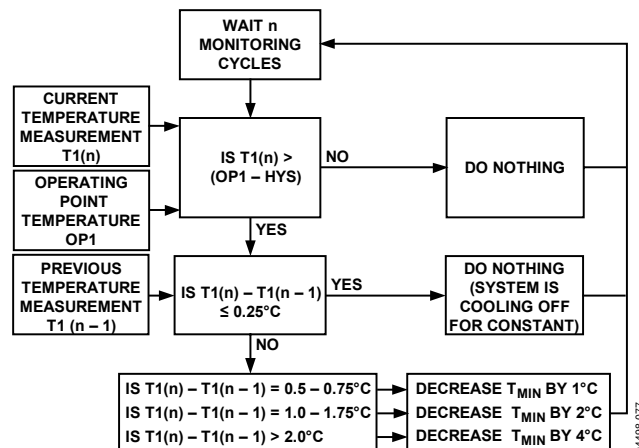 WAIT n
MONITORING
CYCLES
CURRENT
TEMPERATURE
MEASUREMENT
T1(n)
IS T1(n) >
(OP1 – HYS)
NO
DO NOTHING
OPERATING
POINT
TEMPERATURE
OP1
YES
PREVIOUS
TEMPERATURE
MEASUREMENT
T1 (n – 1)
IS T1(n) – T1(n – 1)
≤ 0.25°C
YES
DO NOTHING
(SYSTEM IS
COOLING OFF
FOR CONSTANT)
NO
IS T1(n) – T1(n – 1) = 0.5 – 0.75°C
DECREASE TMIN BY 1°C
IS T1(n) – T1(n – 1) = 1.0 – 1.75°C
DECREASE TMIN BY 2°C
IS T1(n) – T1(n – 1) > 2.0°C
DECREASE TMIN BY 4°C